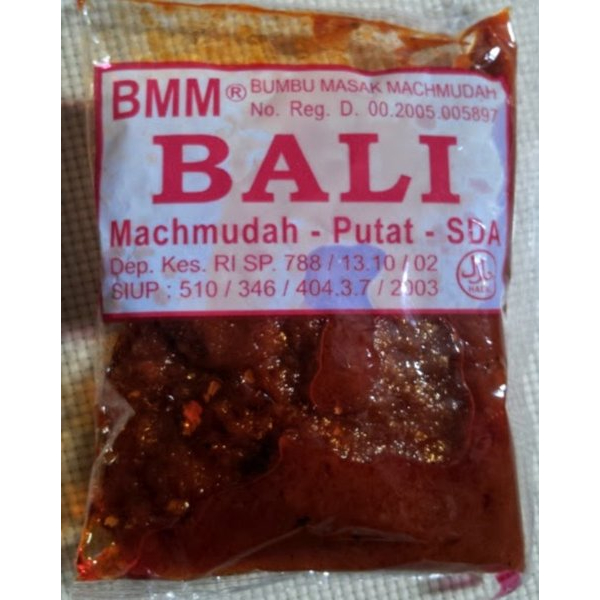 BMM® BUMBU MASAK MACHMUDAH
No. Reg. D. 00.2005.005897
BALI
Machmudah - Putat - SDA
Dep. Kes. RI SP. 788 / 13.10 / 02
SIUP : 510 / 346 / 404.3.7 / 2003
حلال
HALAL